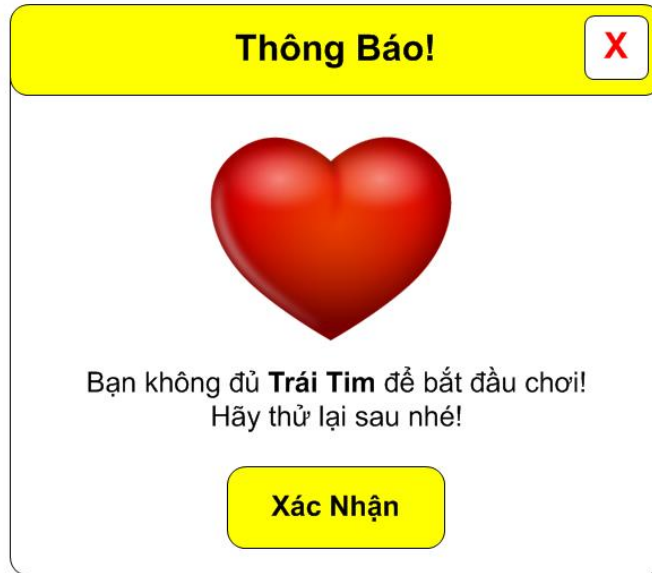 Thông Báo!
X
Bạn không đủ Trái Tim để bắt đầu chơi!
Hãy thử lại sau nhé!
Xác Nhận